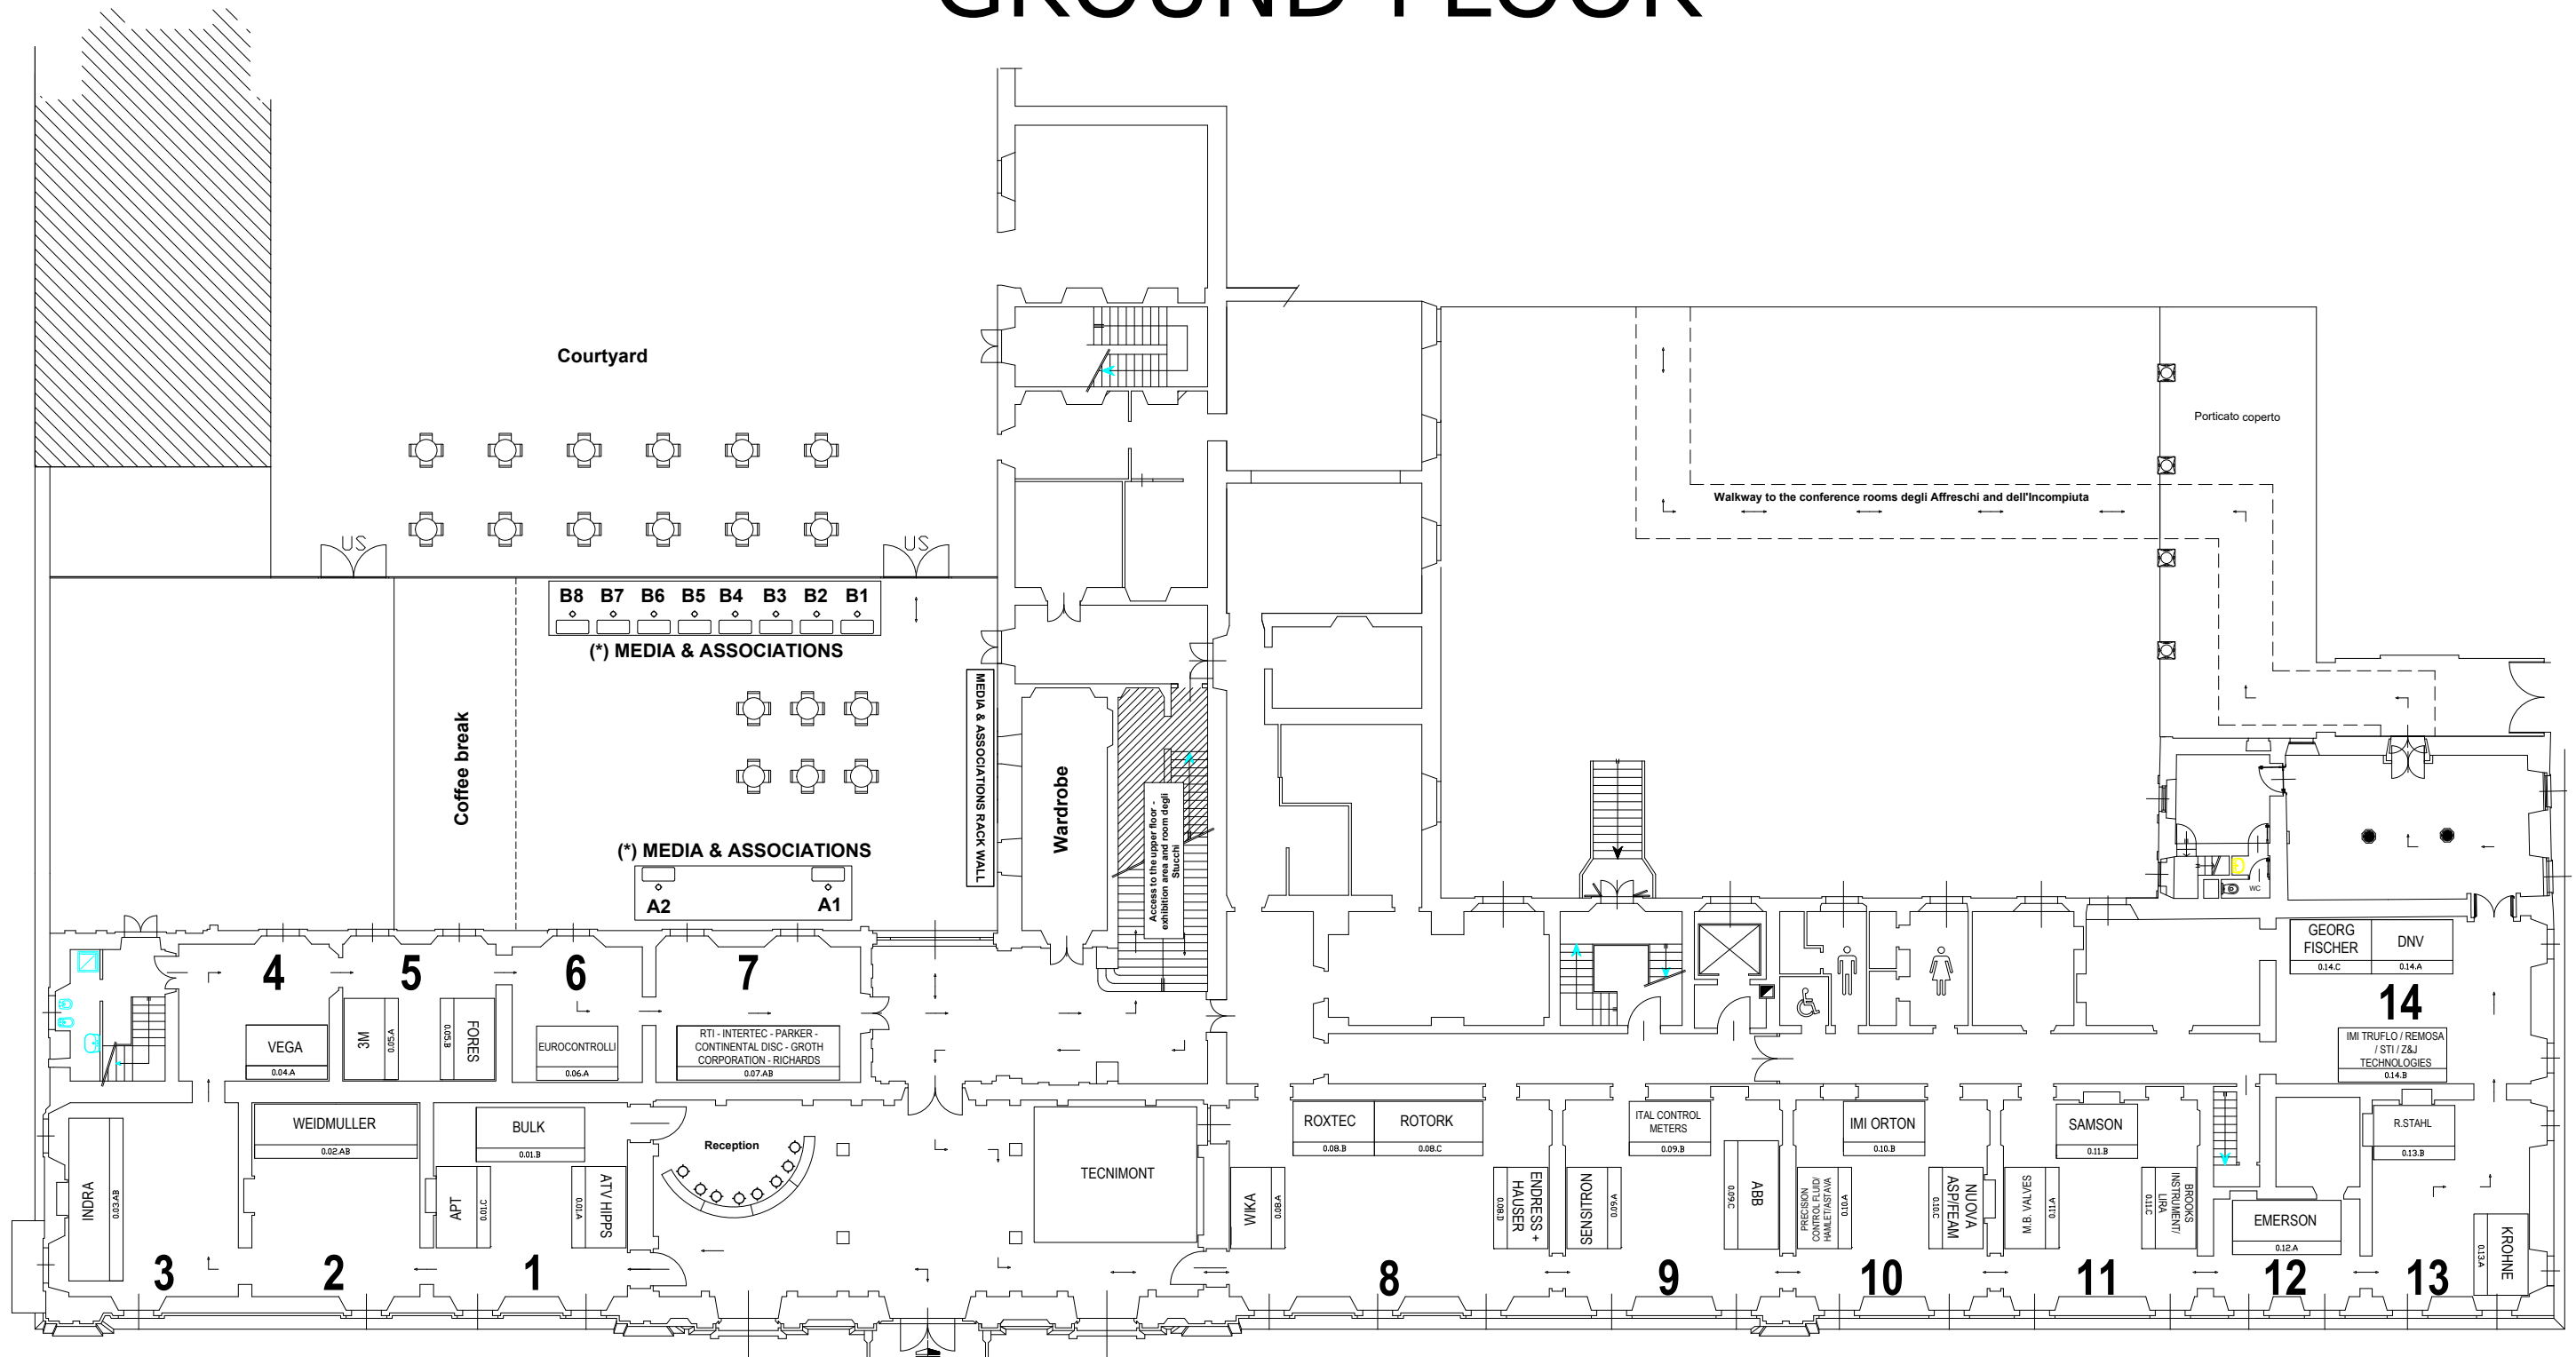 GROUND FLOOR
Courtyard
Porticato coperto
Walkway to the conference rooms degli Affreschi and dell'Incompiuta
US
US
B8 B7 B6 B5 B4 B3 B2 B1
(*) MEDIA & ASSOCIATIONS
MEDIA & ASSOCIATIONS RACK WALL
Coffee break
Wardrobe
Access to the upper floor -
exhibition area and room degli
Stucchi
(*) MEDIA & ASSOCIATIONS
A2 A1
WC
4
VEGA
0.04.A
5
3M
0.05.A
FORES
0.05.B
6
EUROCONTROLLI
0.06.A
7
RTI - INTERTEC - PARKER -
CONTINENTAL DISC - GROTH
CORPORATION - RICHARDS
0.07.AB
GEORG
FISCHER
0.14.C
DNV
0.14.A
14
IMI TRUFLO / REMOSA
/ STI / Z&J
TECHNOLOGIES
0.14.B
INDRA
0.03.AB
3
WEIDMULLER
0.02.AB
2
BULK
0.01.B
APT
0.01.C
ATV HIPPS
0.01.A
1
Reception
TECNIMONT
WIKA
0.08.A
ROXTEC
0.08.B
ROTORK
0.08.C
ENDRESS +
HAUSER
0.08.D
8
SENSITRON
0.09.A
ITAL CONTROL
METERS
0.09.B
ABB
0.09.C
9
PRECISION
CONTROL FLUID/
HAMLET/ASTAVA
0.10.A
IMI ORTON
0.10.B
NUOVA
ASP/FEAM
0.10.C
10
M.B. VALVES
0.11.A
SAMSON
0.11.B
BROOKS
INSTRUMENT/
LIRA
0.11.C
11
EMERSON
0.12.A
12
R.STAHL
0.13.B
KROHNE
0.13.A
13